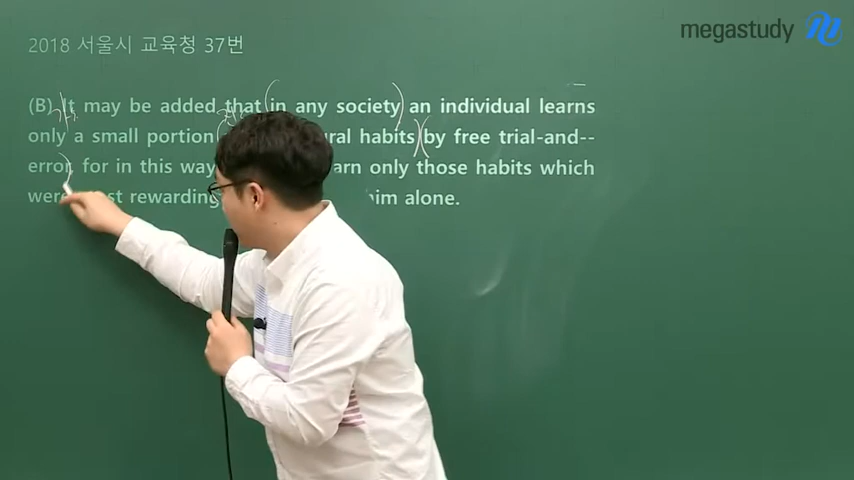 megastudy
2018 서울시 교육청 37번
(B) It may be added that in any society an individual learns
only a small portion ural habits by free trial-and--
error, for in this way arn only those habits which
were st rewarding him alone.